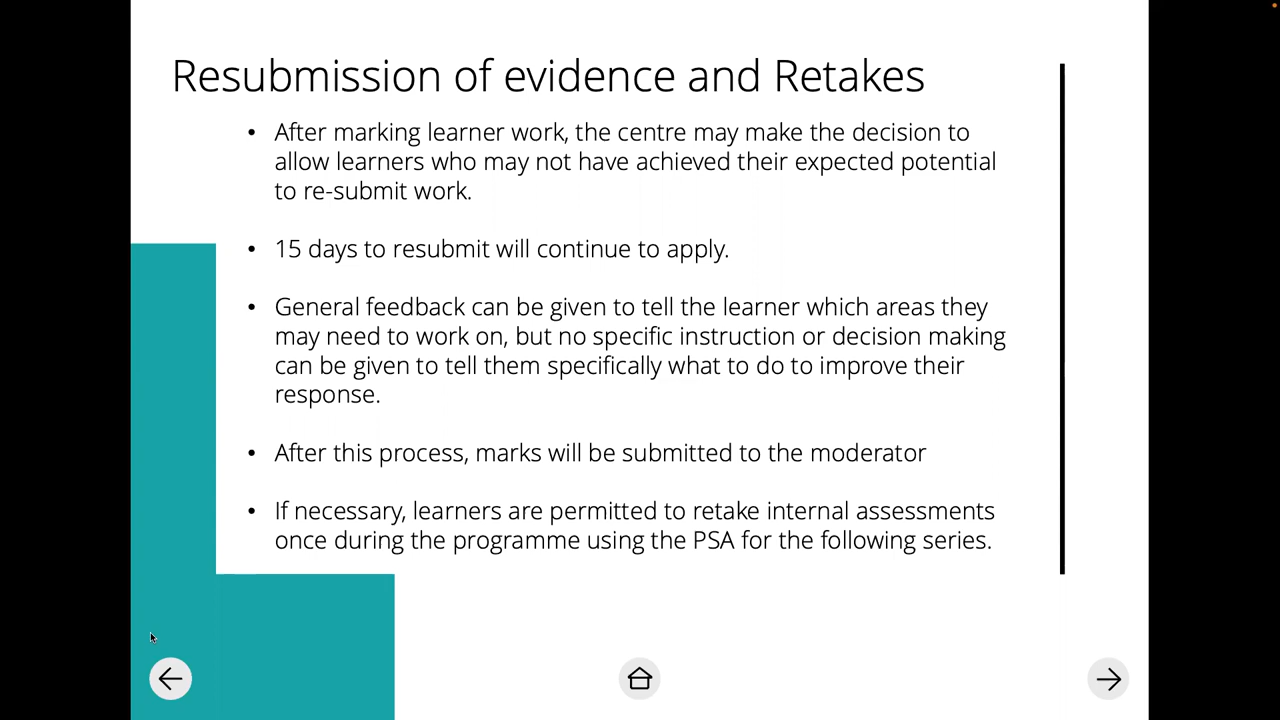 Resubmission of evidence and Retakes
• After marking learner work, the centre may make the decision to
allow learners who may not have achieved their expected potential
to re-submit work.
• 15 days to resubmit will continue to apply.
• General feedback can be given to tell the learner which areas they
may need to work on, but no specific instruction or decision making
can be given to tell them specifically what to do to improve their
response.
• After this process, marks will be submitted to the moderator
• If necessary, learners are permitted to retake internal assessments
once during the programme using the PSA for the following series.